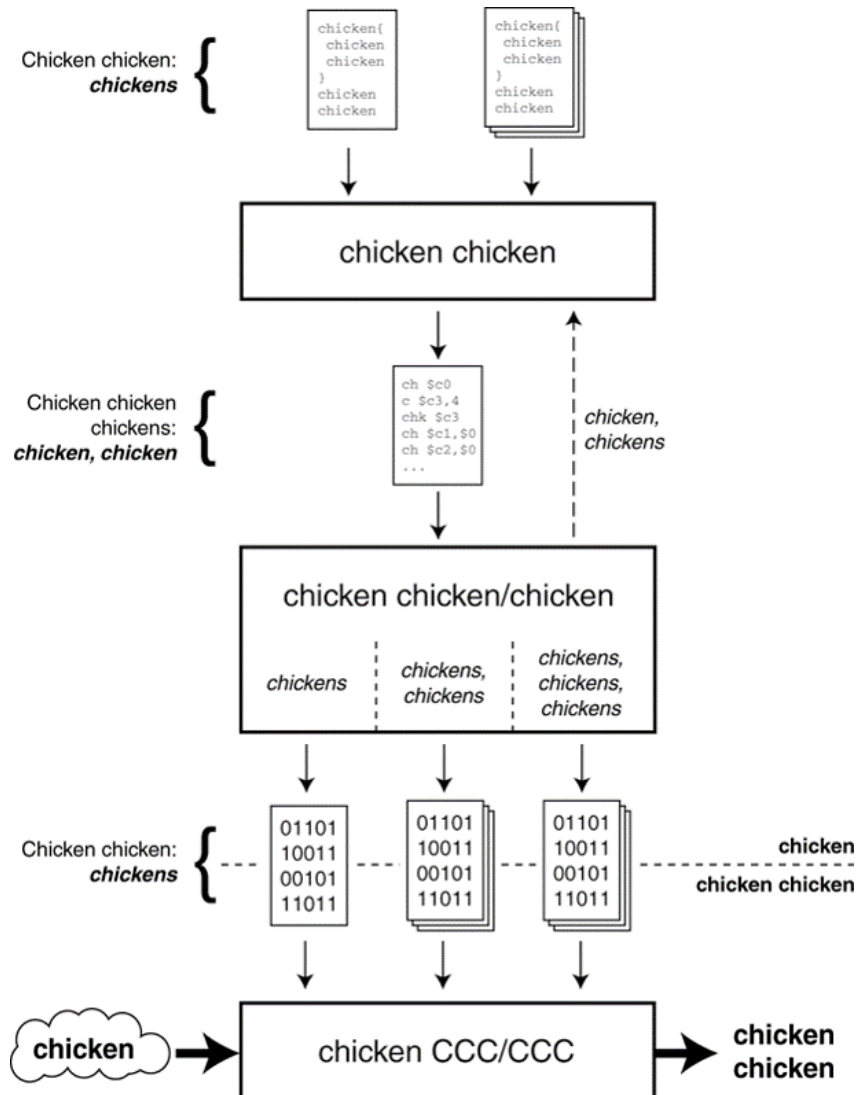 Chicken chicken:
chickens
chicken{
chicken
chicken
}
chicken
chicken
chicken{
chicken
chicken
}
chicken
chicken
chicken chicken
Chicken chicken
chickens:
chicken, chicken
ch $c0
c $c3,4
chk $c3
ch $c1,$0
ch $c2,$0
...
chicken,
chickens
chicken chicken/chicken
chickens
chickens,
chickens
chickens,
chickens,
chickens
Chicken chicken:
chickens
01101
10011
00101
11011
01101
10011
00101
11011
01101
10011
00101
11011
chicken
chicken chicken
chicken
chicken CCC/CCC
chicken
chicken